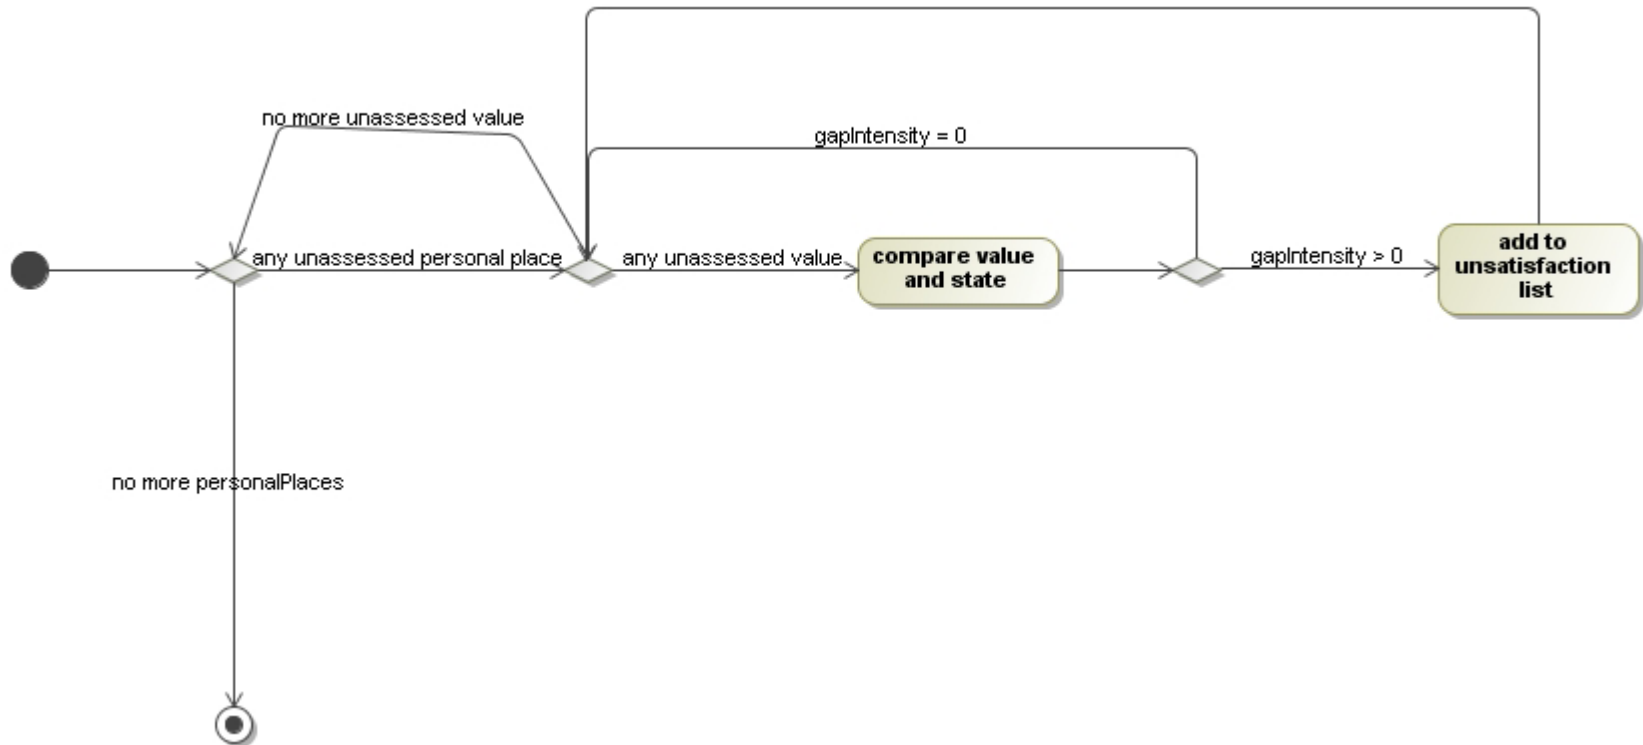 no more unassessed value
gapIntensity = 0
any unassessed personal place
any unassessed value
compare value
and state
gapIntensity > 0
add to
unsatisfaction
list
no more personalPlaces